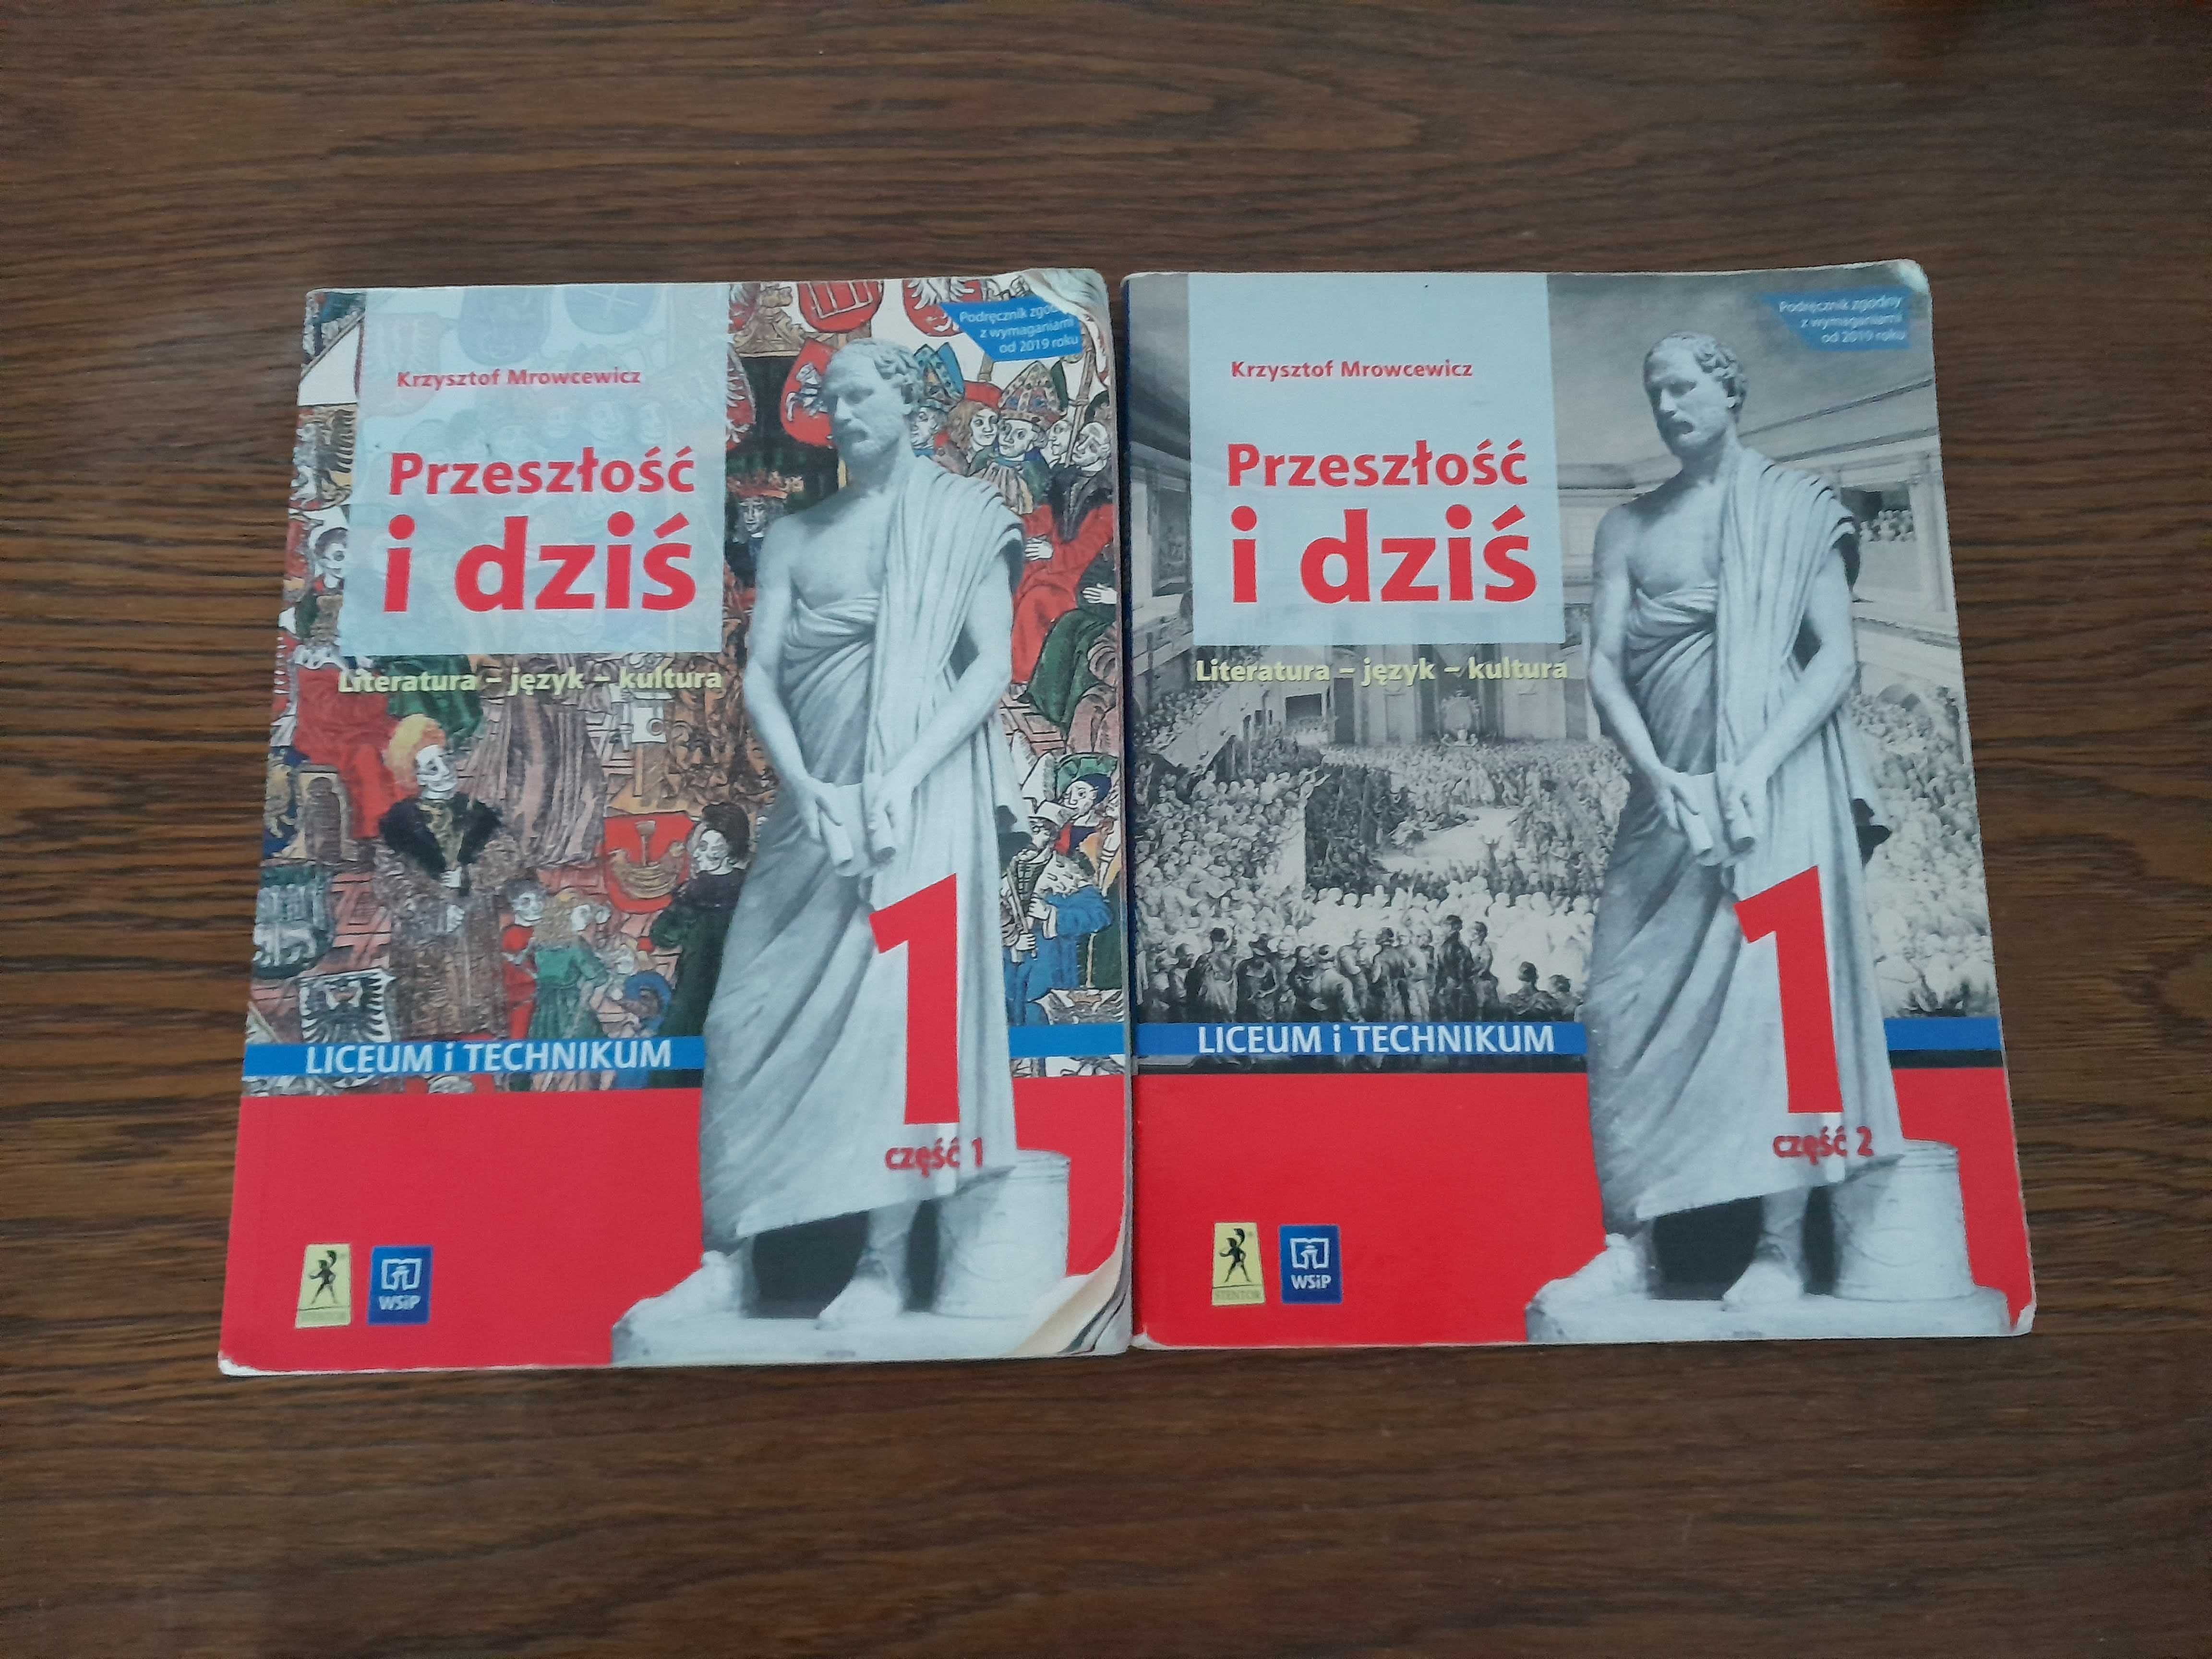 Podręcznik
z wymaganiami
od 2019 roku
Krzysztof Mrowcewicz
Przeszłość
i dziś
Literatura – język – kultura
1
LICEUM i TECHNIKUM
część 1
WSiP
Podręcznik zgodny
z wymaganiami
od 2019 roku
Krzysztof Mrowcewicz
Przeszłość
i dziś
Literatura – język – kultura
1
LICEUM i TECHNIKUM
część 2
STENTOR
WSiP